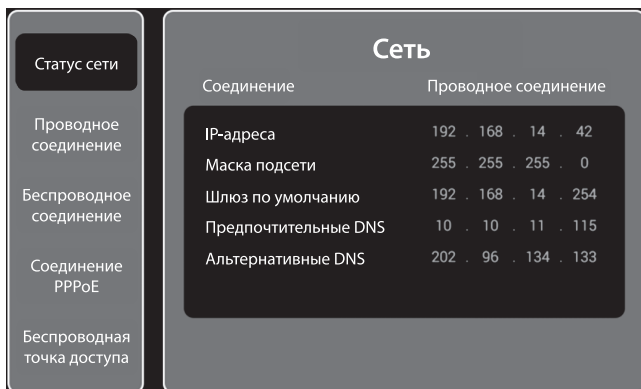 Статус сети
Проводное
соединение
Беспроводное
соединение
Соединение
PPPoE
Беспроводная
точка доступа
Сеть
Соединение Проводное соединение
IP-адреса 192 . 168 . 14 . 42
Маска подсети 255 . 255 . 255 . 0
Шлюз по умолчанию 192 . 168 . 14 . 254
Предпочтительные DNS 10 . 10 . 11 . 115
Альтернативные DNS 202 . 96 . 134 . 133